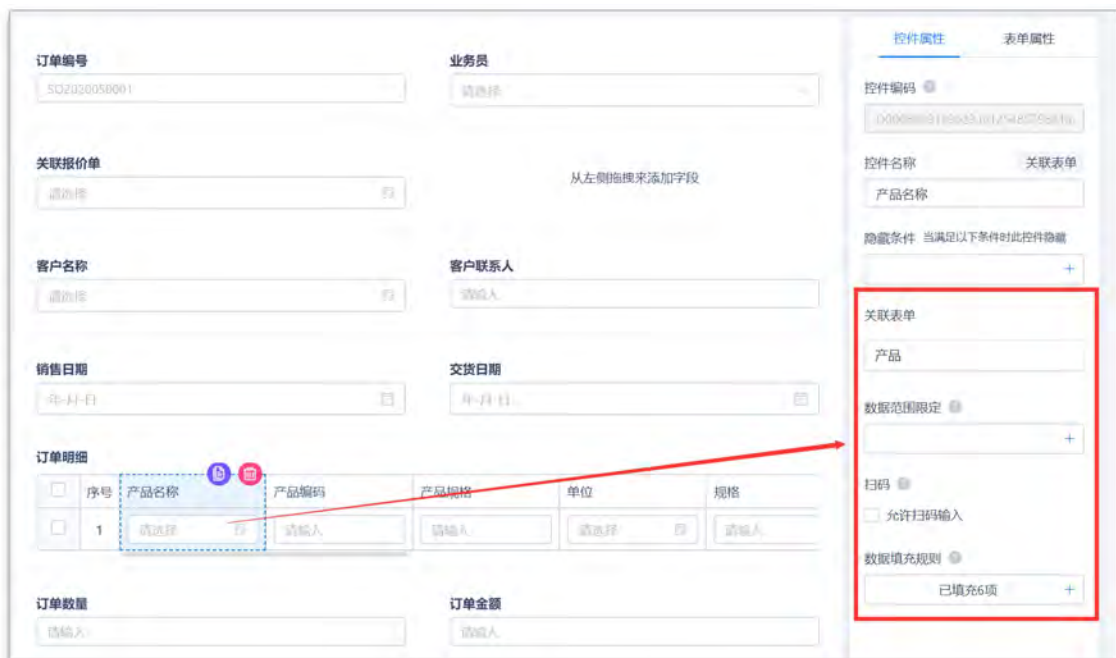 订单编号
SO2020050001
业务员
请选择
关联报价单
请选择
从左侧拖拽来添加字段
客户名称
请选择
客户联系人
请输入
销售日期
年-月-日
交货日期
年-月-日
订单明细
序号 产品名称 产品编码 产品规格 单位 规格
1 请选择 请输入 请输入 请选择 请输入
订单数量
请输入
订单金额
请输入
控件属性 表单属性
控件编码
控件名称 关联表单
产品名称
隐藏条件 当满足以下条件时此控件隐藏
+
关联表单
产品
数据范围限定
+
扫码
允许扫码输入
数据填充规则
已填充6项 +